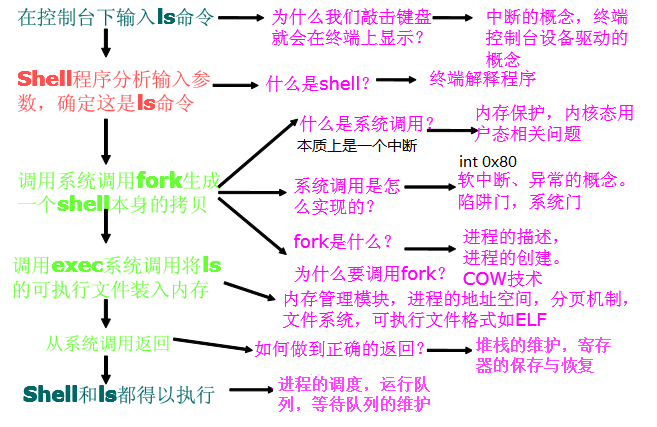 在控制台下输入ls命令
为什么我们敲击键盘
就会在终端上显示？
中断的概念，终端
控制台设备驱动的
概念
Shell程序分析输入参
数，确定这是ls命令
什么是shell？
终端解释程序
什么是系统调用？
本质上是一个中断
内存保护，内核态用
户态相关问题
调用系统调用fork生成
一个shell本身的拷贝
系统调用是怎
么实现的？
int 0x80
软中断、异常的概念。
陷阱门，系统门
fork是什么？
为什么要调用fork？
进程的描述，
进程的创建。
COW技术
调用exec系统调用将ls
的可执行文件装入内存
内存管理模块，进程的地址空间，分页机制，
文件系统，可执行文件格式如ELF
从系统调用返回
如何做到正确的返回？
堆栈的维护，寄存
器的保存与恢复
Shell和ls都得以执行
进程的调度，运行队
列，等待队列的维护